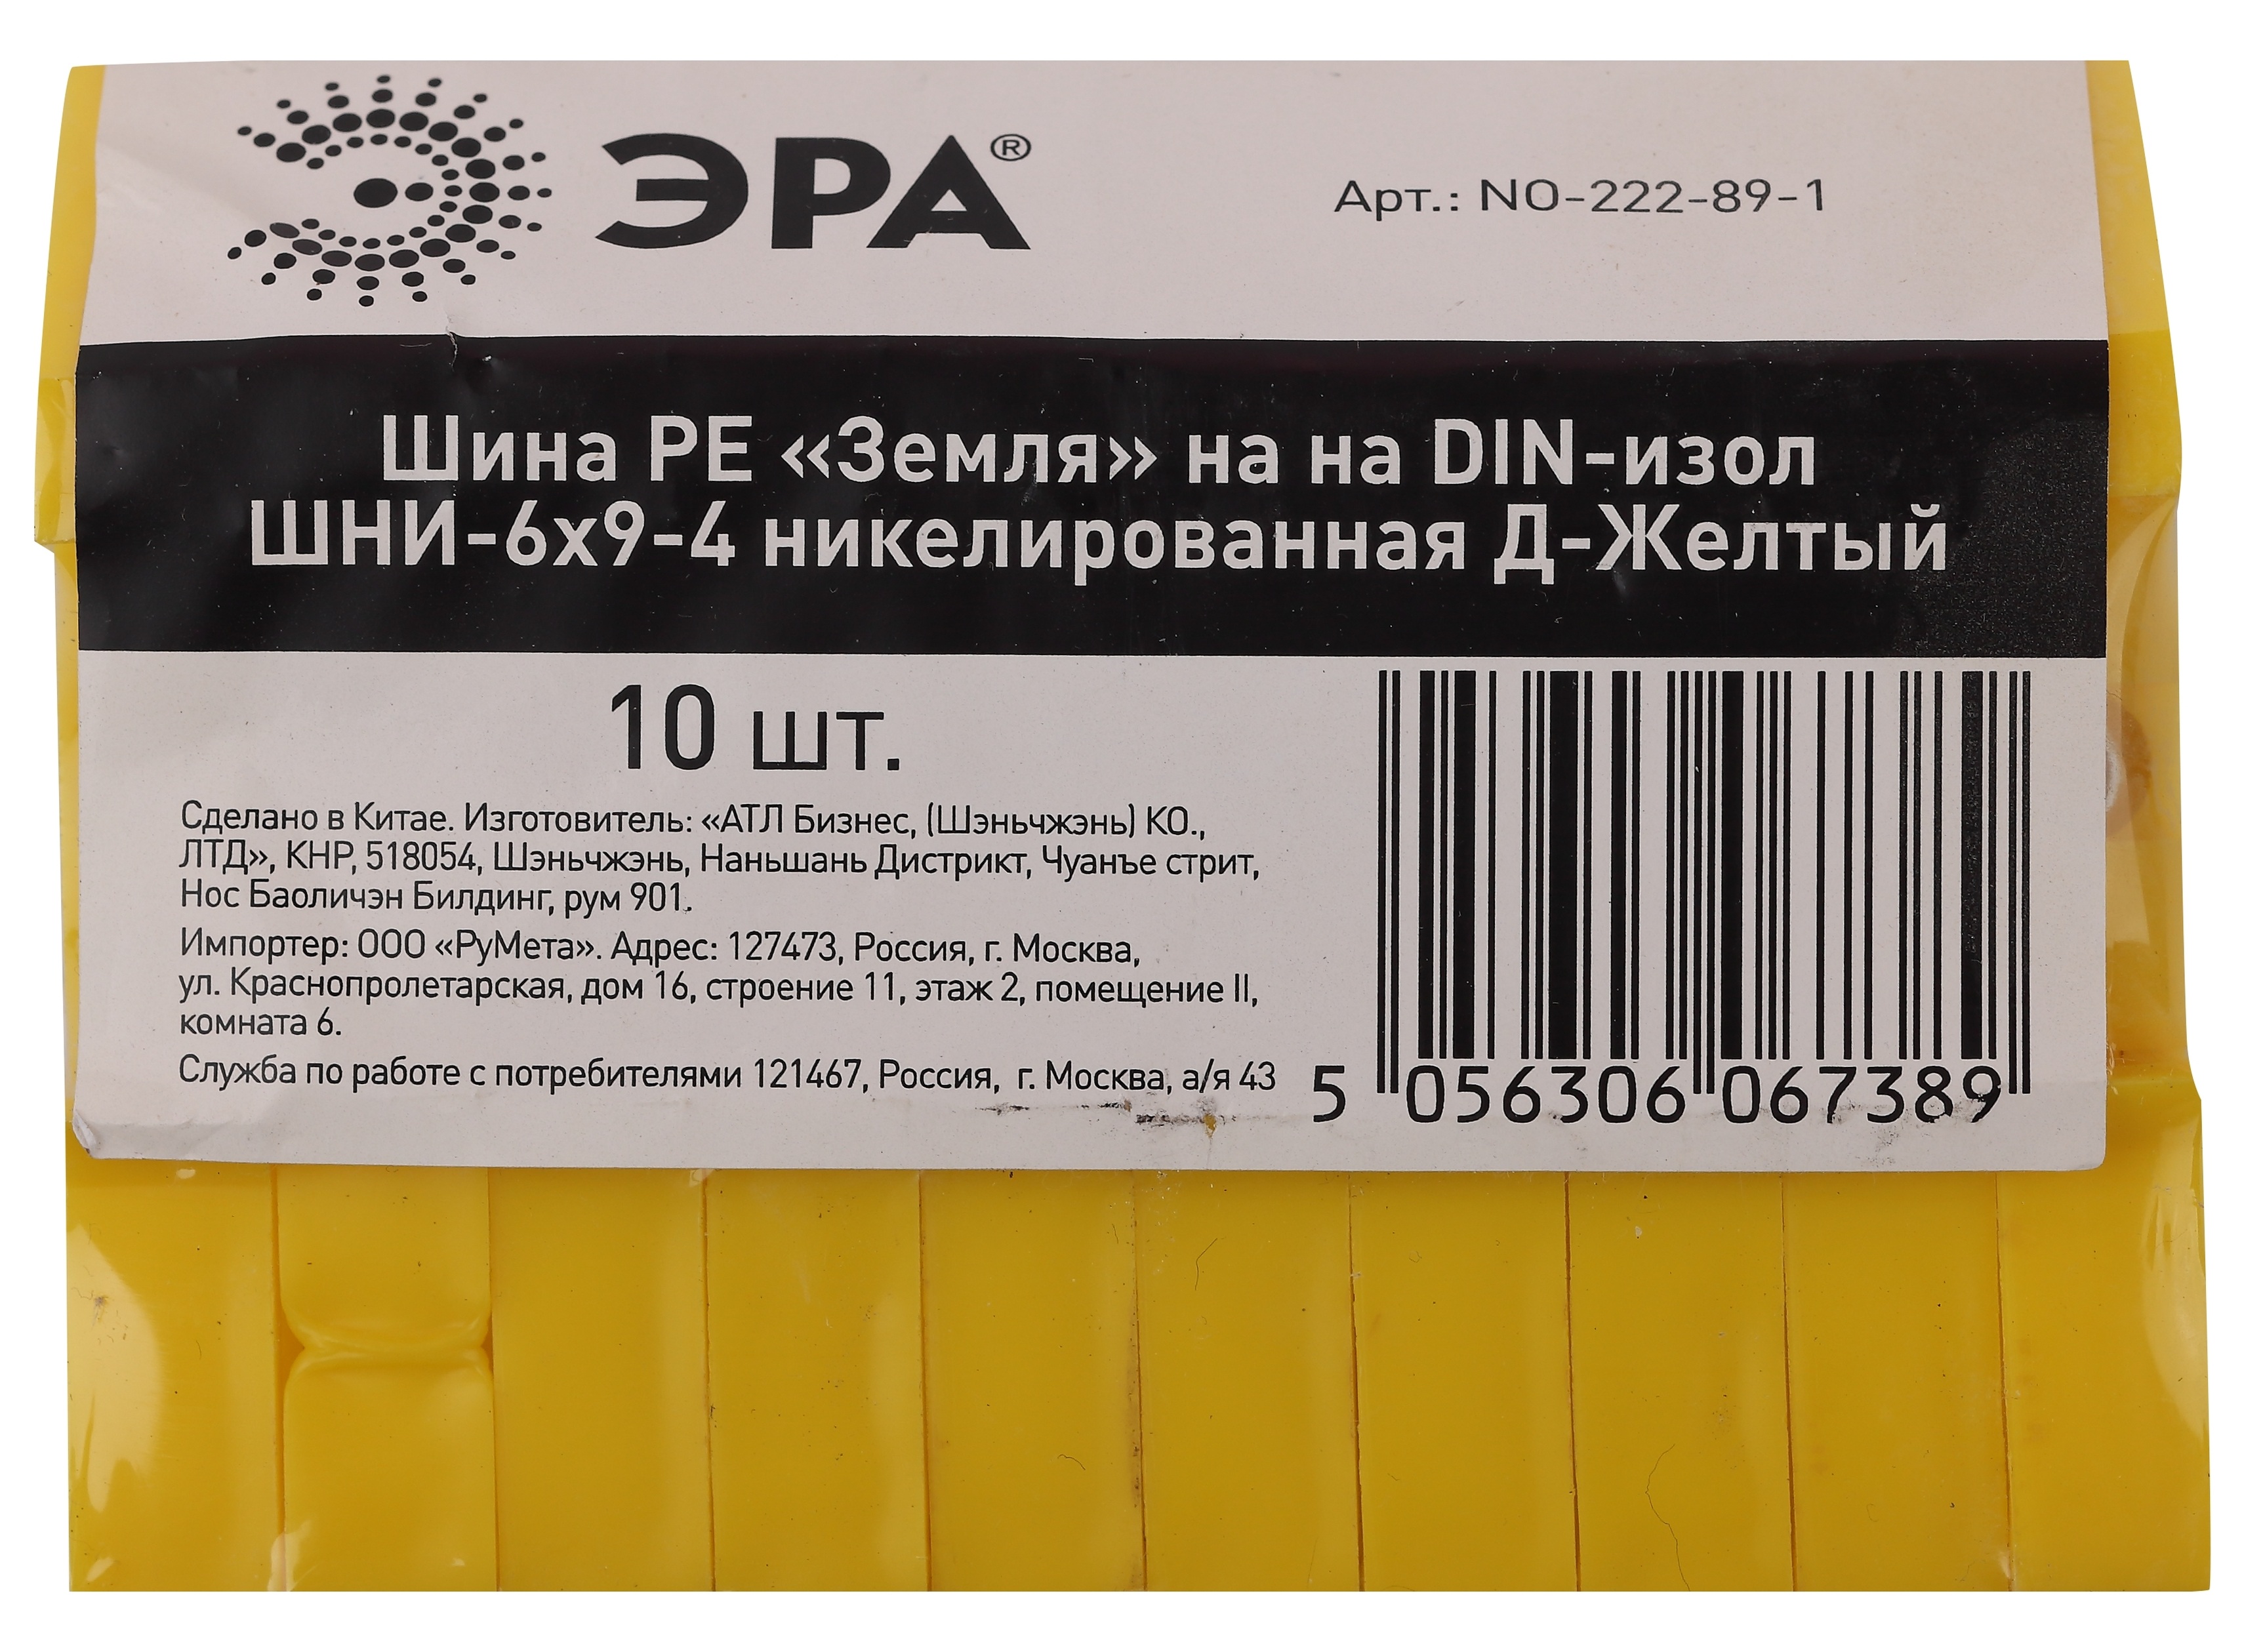 ЭРА®
Арт.: NO-222-89-1
Шина PE «Земля» на на DIN-изол
ШНИ-6х9-4 никелированная Д-Желтый
10 шт.
Сделано в Китае. Изготовитель: «АТЛ Бизнес, (Шэньчжэнь) КО.,
ЛТД», КНР, 518054, Шэньчжэнь, Наньшань Дистрикт, Чуанъе стрит,
Нос Баоличэн Билдинг, рум 901.
Импортер: ООО «РуМета». Адрес: 127473, Россия, г. Москва,
ул. Краснопролетарская, дом 16, строение 11, этаж 2, помещение II,
комната 6.
Служба по работе с потребителями 121467, Россия, г. Москва, а/я 43
5 056306 067389